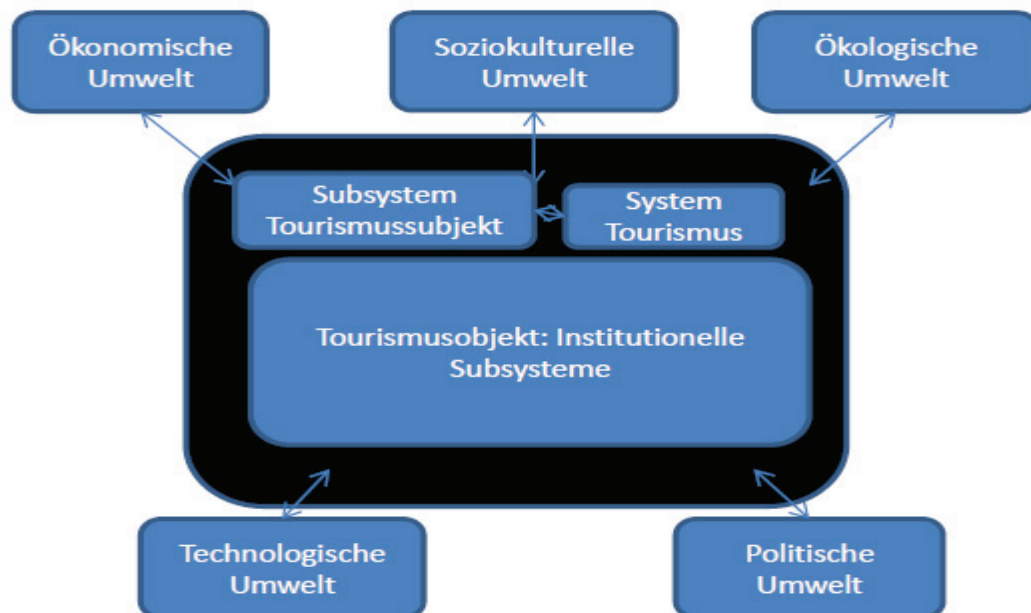 Ökonomische
Umwelt
Soziokulturelle
Umwelt
Ökologische
Umwelt
Subsystem
Tourismussubjekt
System
Tourismus
Tourismusobjekt: Institutionelle
Subsysteme
Technologische
Umwelt
Politische
Umwelt